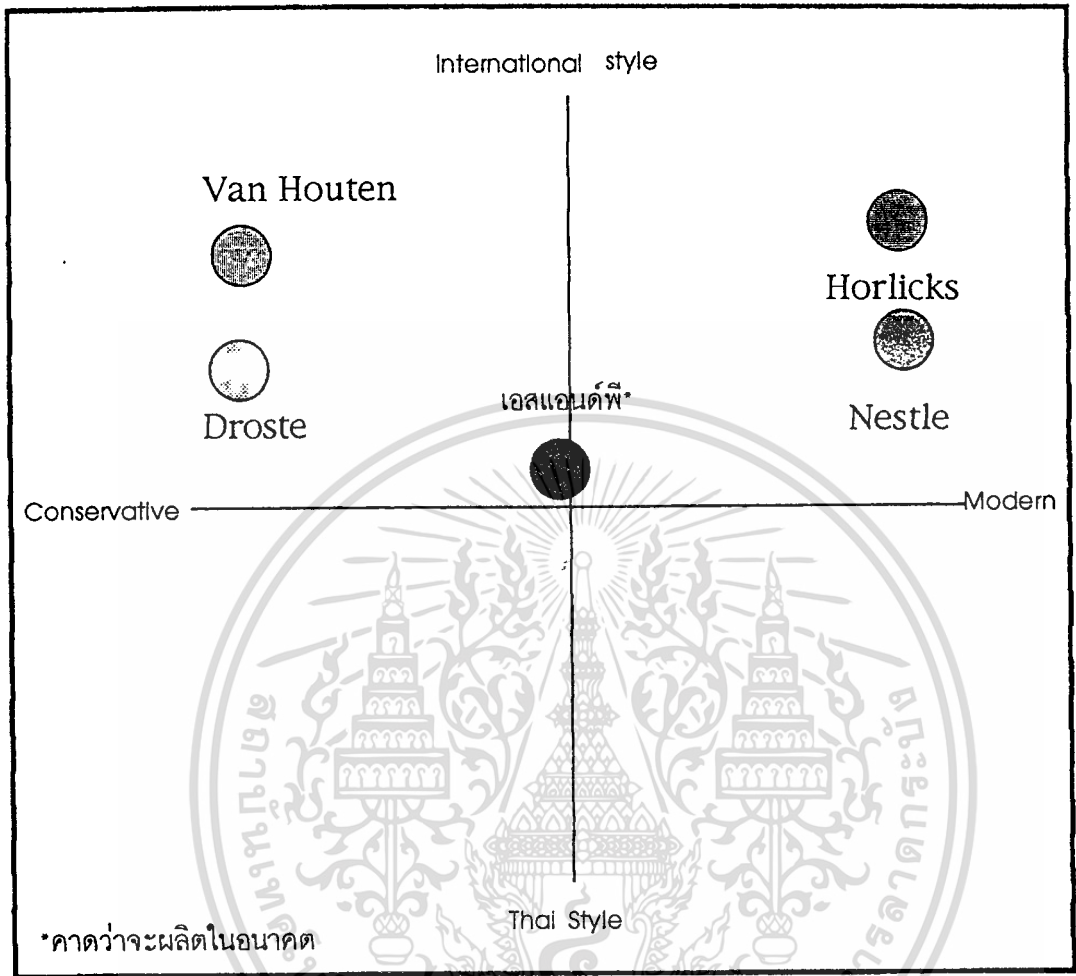 International style
Van Houten
Horlicks
Droste
เอสแอนด์พี*
Nestle
Conservative
Modern
Thai Style
*คาดว่าจะผลิตในอนาคต